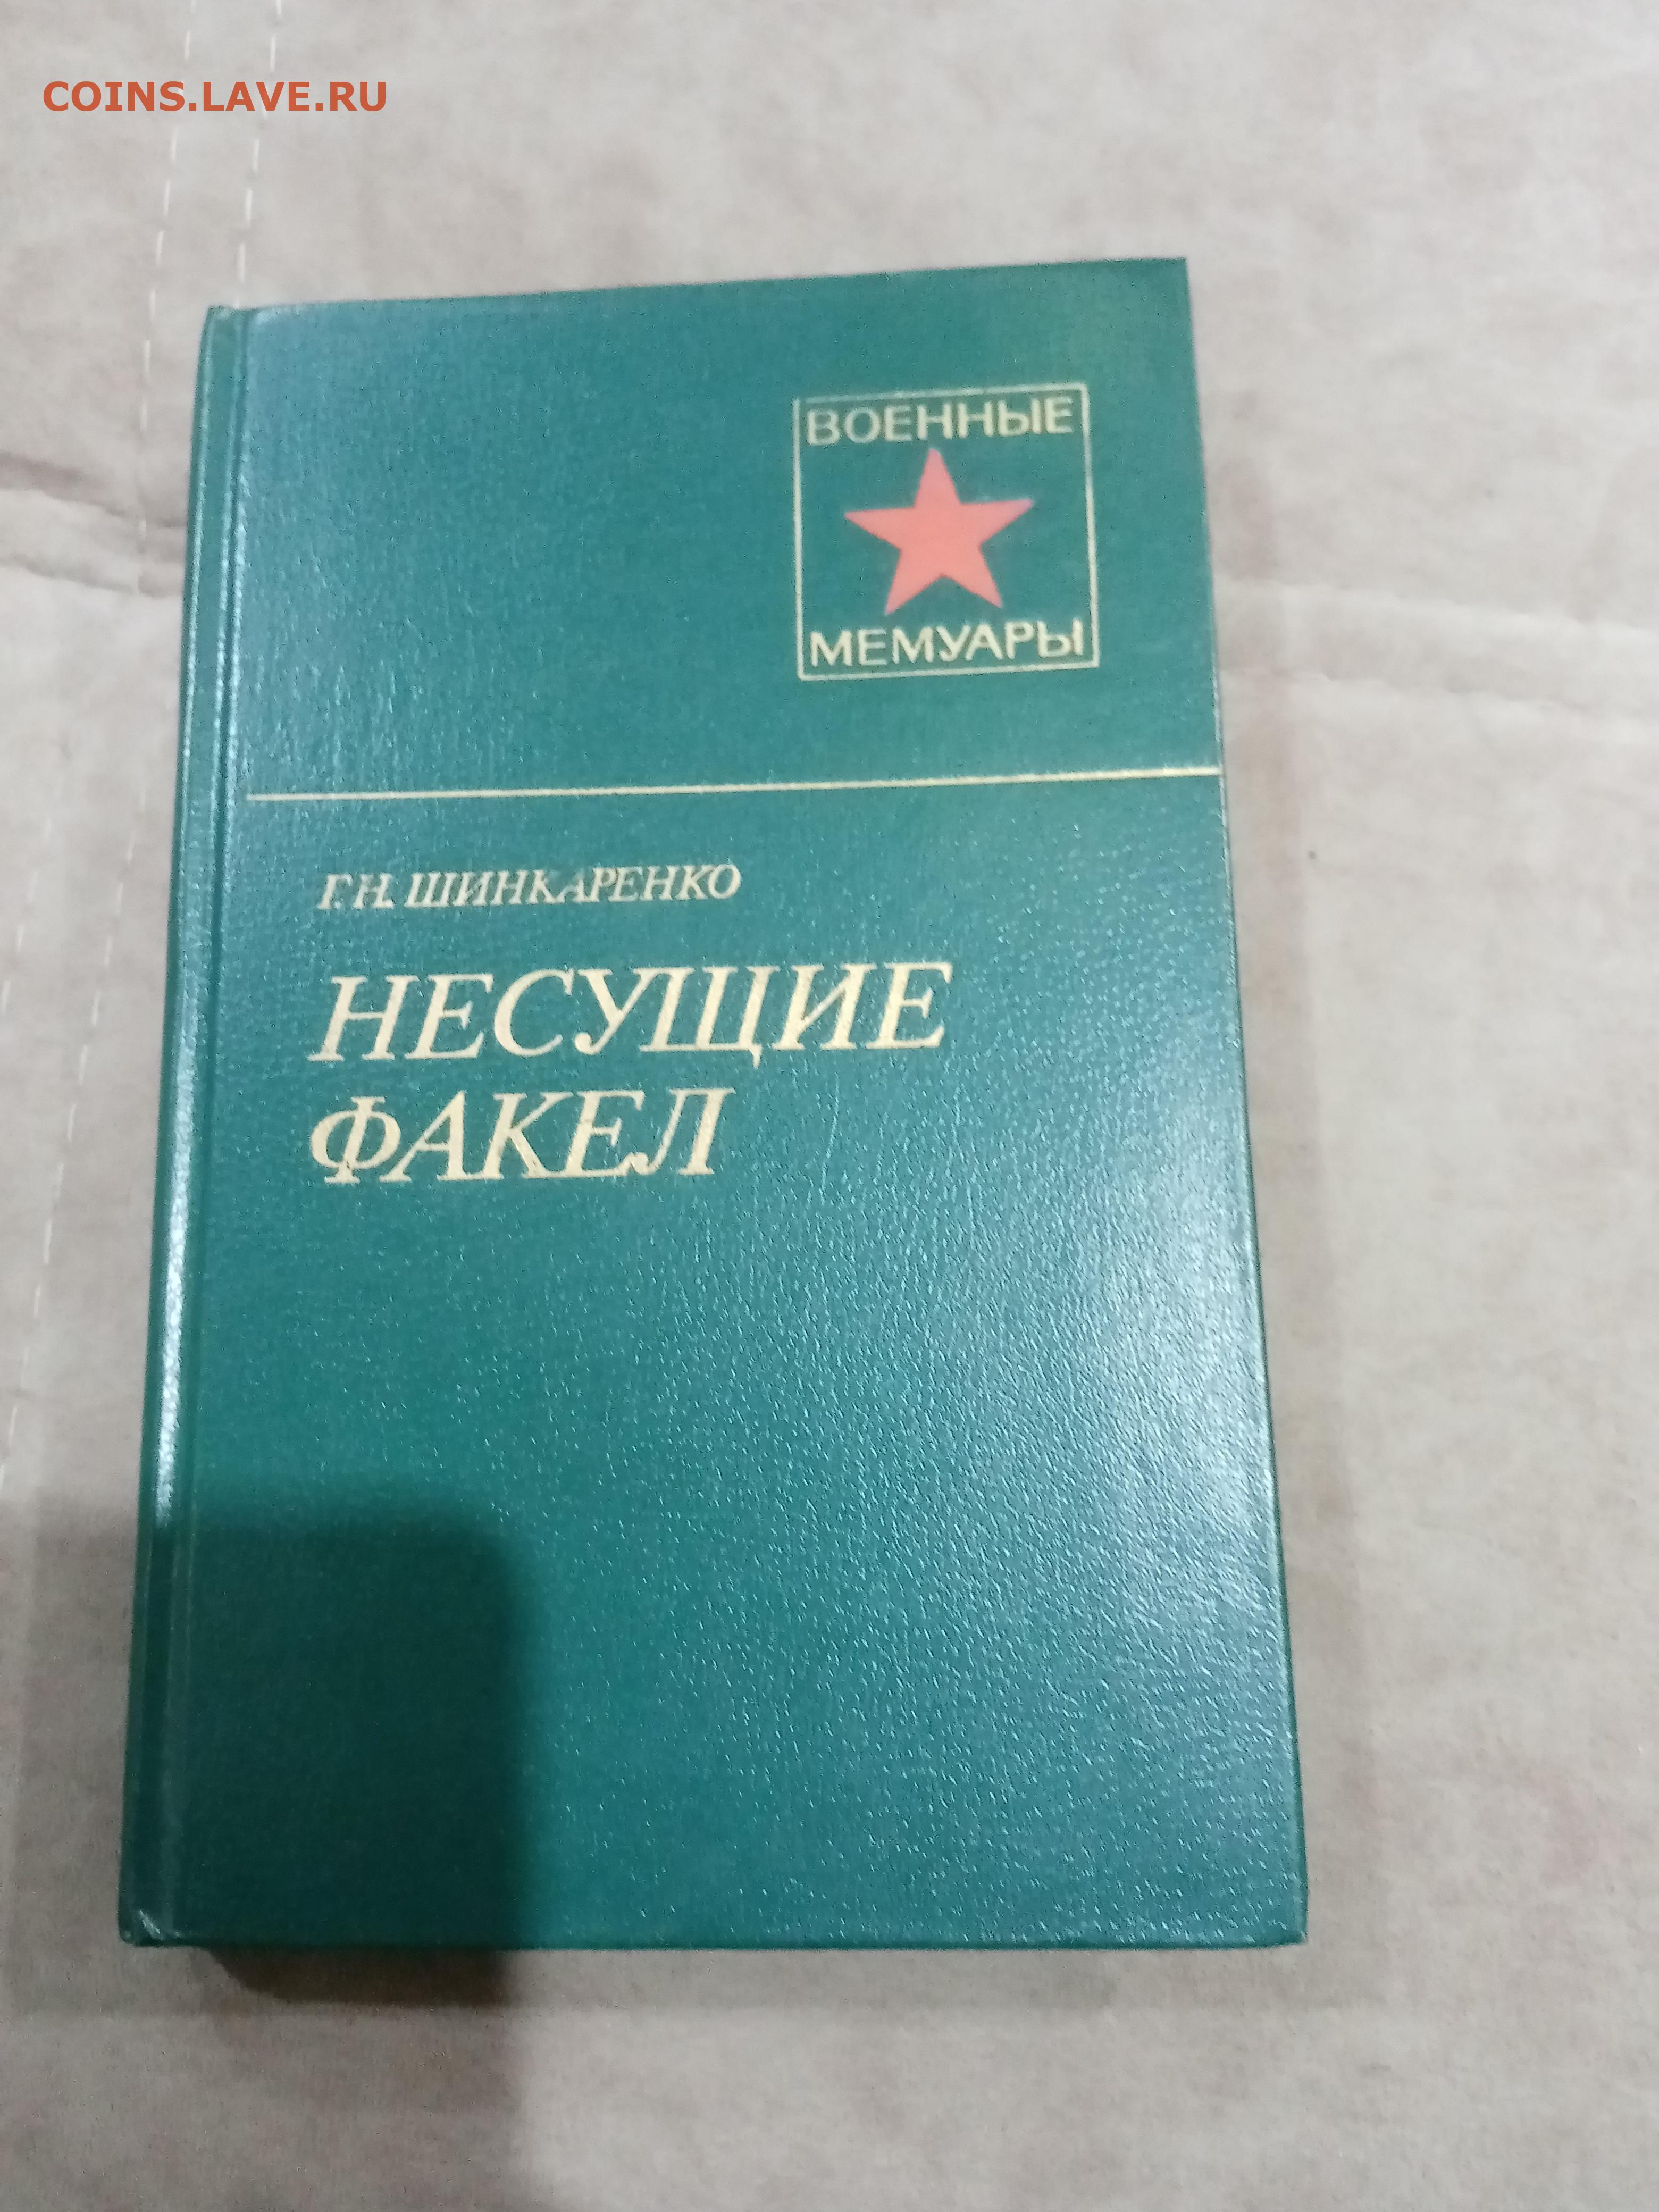 COINS.LAVE.RU
ВОЕННЫЕ
МЕМУАРЫ
Г. Н. ШИНКАРЕНКО
НЕСУЩИЕ
ФАКЕЛ